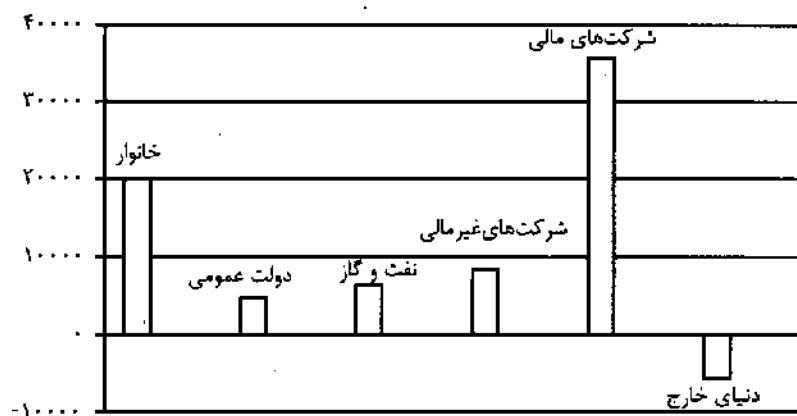 ۴۰۰۰۰
شرکت‌های مالی
۳۰۰۰۰
خانوار
۲۰۰۰۰
شرکت‌های غیرمالی
۱۰۰۰۰
نفت و گاز
دولت عمومی
۰
دنیای خارج
-۱۰۰۰۰